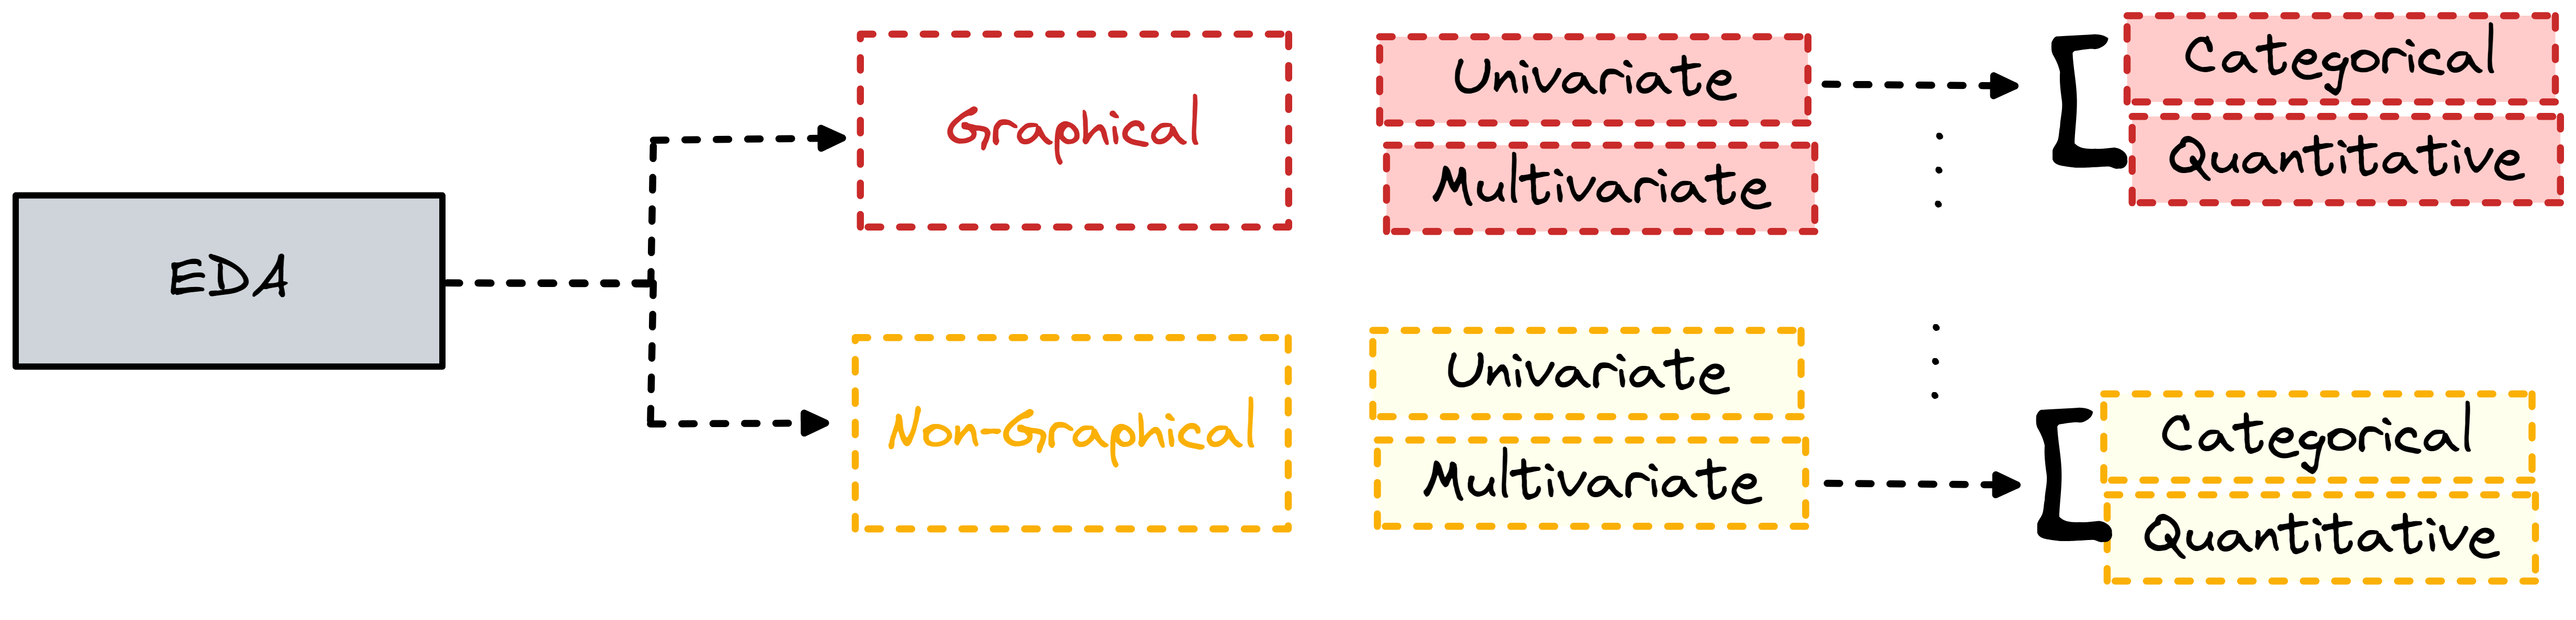 EDA
Graphical
Univariate
Multivariate
Categorical
Quantitative
Non-Graphical
Univariate
Multivariate
Categorical
Quantitative